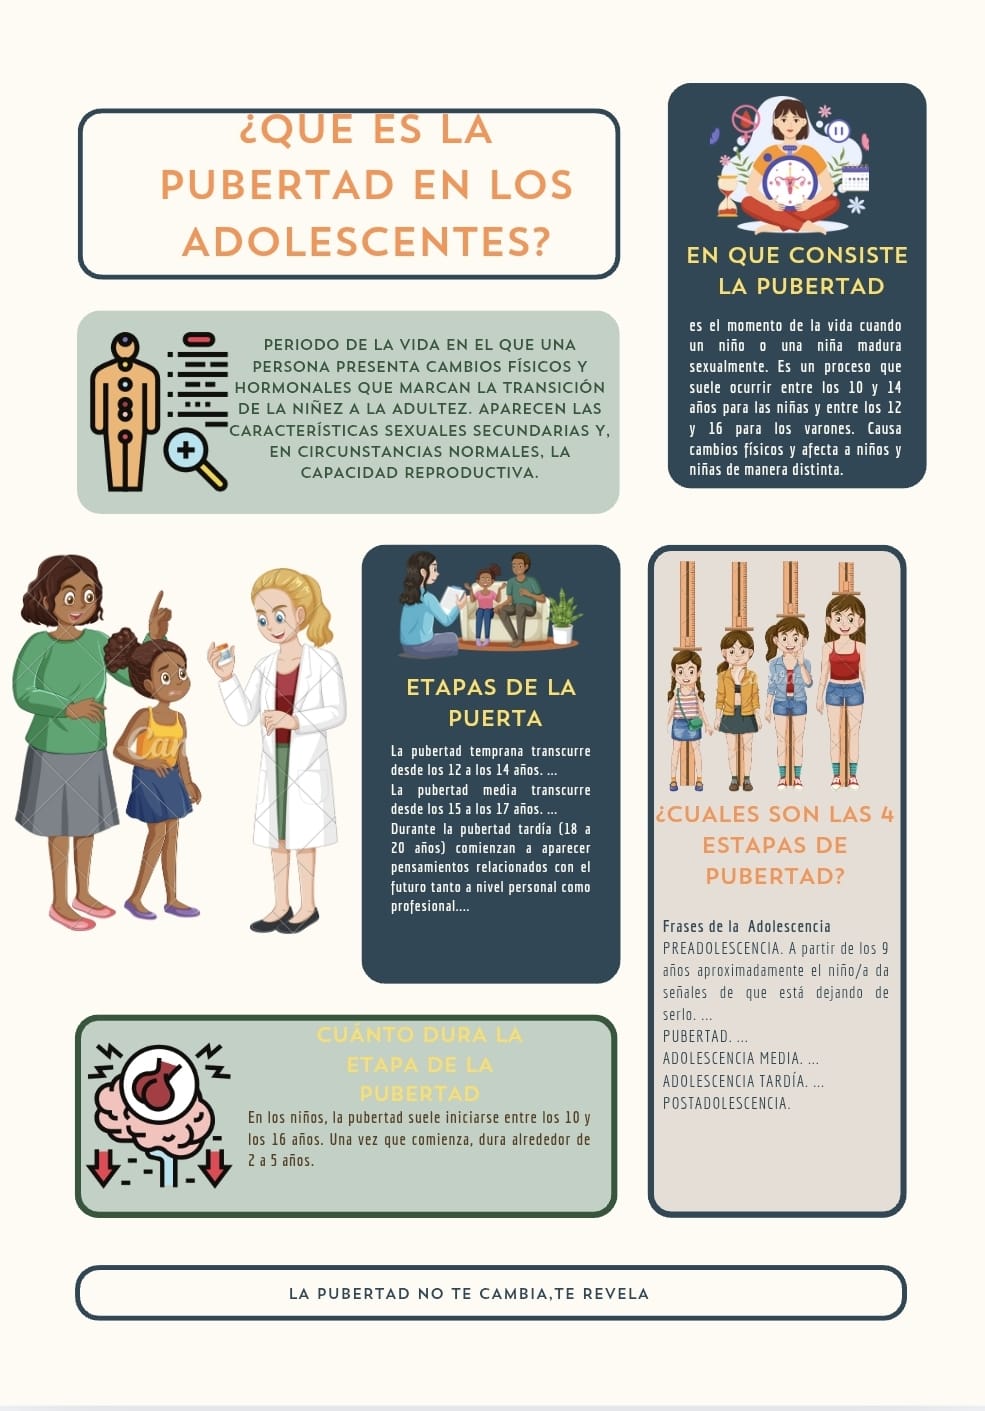 ¿QUE ES LA
PUBERTAD EN LOS
ADOLESCENTES?
PERIODO DE LA VIDA EN EL QUE UNA
PERSONA PRESENTA CAMBIOS FÍSICOS Y
HORMONALES QUE MARCAN LA TRANSICIÓN
DE LA NIÑEZ A LA ADULTEZ. APARECEN LAS
CARACTERÍSTICAS SEXUALES SECUNDARIAS Y,
EN CIRCUNSTANCIAS NORMALES, LA
CAPACIDAD REPRODUCTIVA.
EN QUE CONSISTE
LA PUBERTAD
es el momento de la vida cuando
un niño o una niña madura
sexualmente. Es un proceso que
suele ocurrir entre los 10 y 14
años para las niñas y entre los 12
y 16 para los varones. Causa
cambios físicos y afecta a niños y
niñas de manera distinta.
ETAPAS DE LA
PUERTA
La pubertad temprana transcurre
desde los 12 a los 14 años. ...
La pubertad media transcurre
desde los 15 a los 17 años. ...
Durante la pubertad tardía (18 a
20 años) comienzan a aparecer
pensamientos relacionados con el
futuro tanto a nivel personal como
profesional....
¿CUALES SON LAS 4
ESTAPAS DE
PUBERTAD?
Frases de la Adolescencia
PREADOLESCENCIA. A partir de los 9
años aproximadamente el niño/a da
señales de que está dejando de
serlo. ...
PUBERTAD. ...
ADOLESCENCIA MEDIA. ...
ADOLESCENCIA TARDÍA. ...
POSTADOLESCENCIA.
CUÁNTO DURA LA
ETAPA DE LA
PUBERTAD
En los niños, la pubertad suele iniciarse entre los 10 y
los 16 años. Una vez que comienza, dura alrededor de
2 a 5 años.
LA PUBERTAD NO TE CAMBIA,TE REVELA